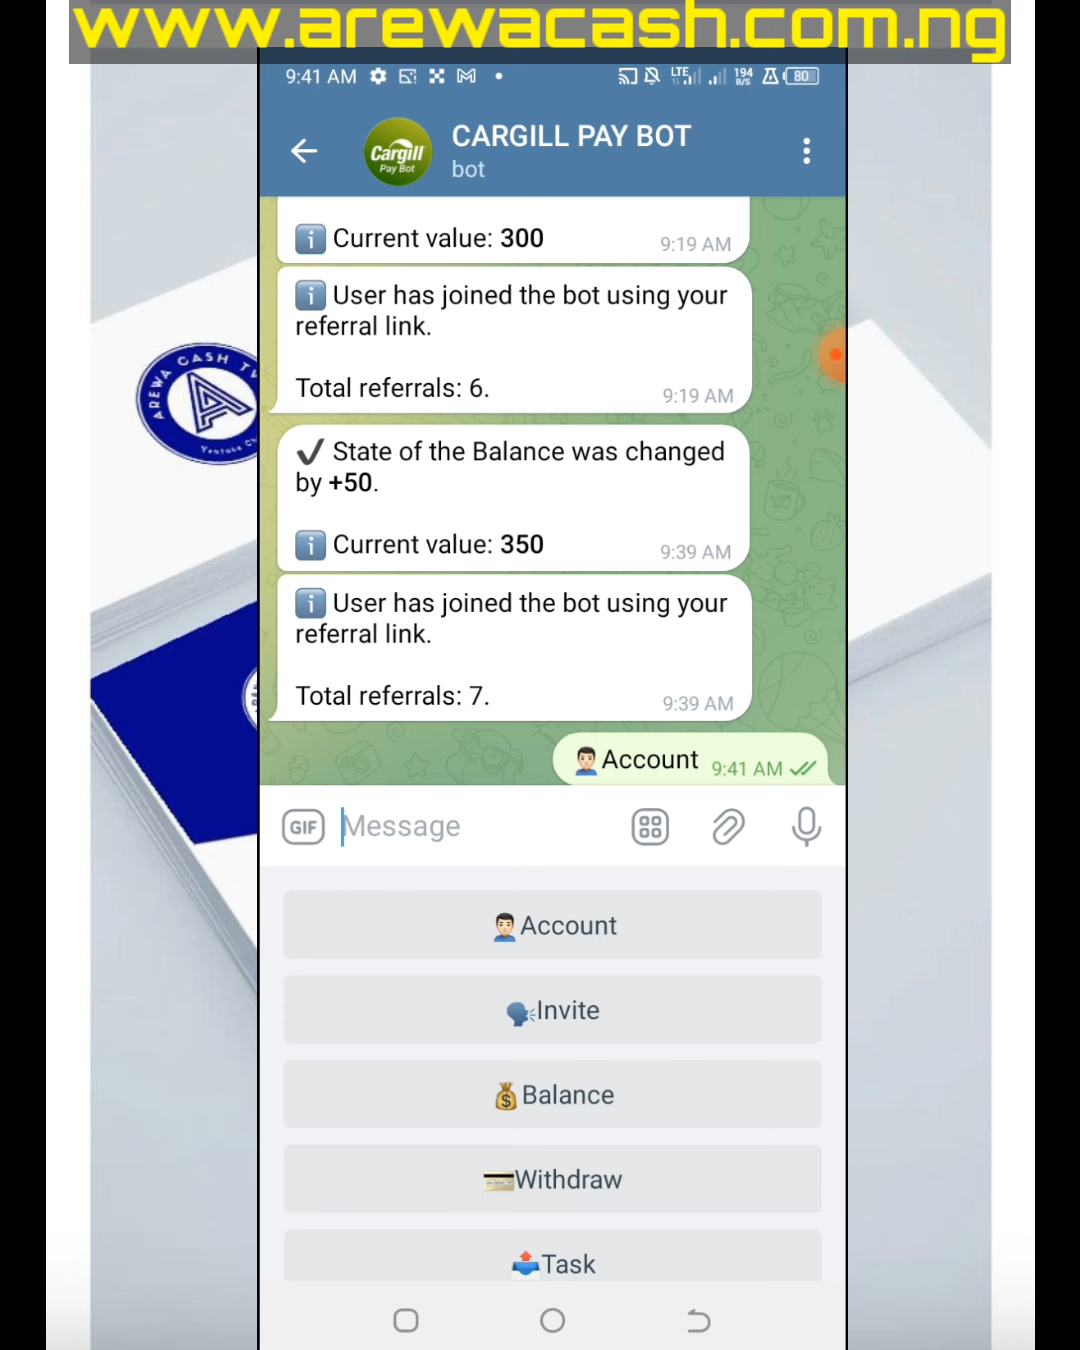 www.arewacash.com.ng
9:41 AM
LTE
194
B/S
80
Cargill
Pay Bot
CARGILL PAY BOT
bot
Current value: 300
9:19 AM
User has joined the bot using your
referral link.
Total referrals: 6.
9:19 AM
State of the Balance was changed
by +50.
Current value: 350
9:39 AM
User has joined the bot using your
referral link.
Total referrals: 7.
9:39 AM
Account
9:41 AM
GIF
Message
Account
Invite
Balance
Withdraw
Task
AREWA CASH TV